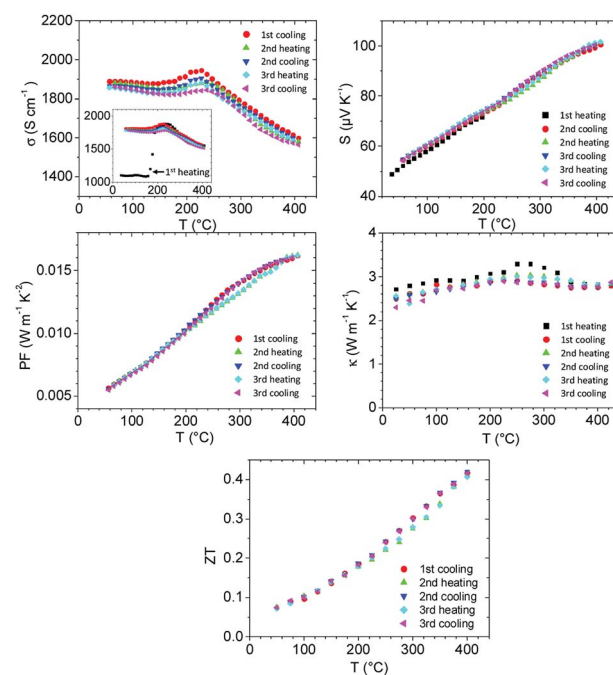 2200
2000
1800
1600
1400
σ (S cm⁻¹)
1st cooling
2nd heating
2nd cooling
3rd heating
3rd cooling
2000
1500
1000
0 200 400
1st heating
0 100 200 300 400
T (°C)
100
80
60
40
S (µV K⁻¹)
1st heating
2nd cooling
2nd heating
3rd cooling
3rd heating
3rd cooling
0 100 200 300 400
T (°C)
0.015
0.010
0.005
PF (W m⁻¹ K⁻²)
1st cooling
2nd heating
2nd cooling
3rd heating
3rd cooling
0 100 200 300 400
T (°C)
4
3
2
1
0
κ (W m⁻¹ K⁻¹)
1st heating
1st cooling
2nd heating
2nd cooling
3rd heating
3rd cooling
0 100 200 300 400
T (°C)
0.4
0.3
0.2
0.1
0.0
ZT
1st cooling
2nd heating
2nd cooling
3rd heating
3rd cooling
0 100 200 300 400
T (°C)